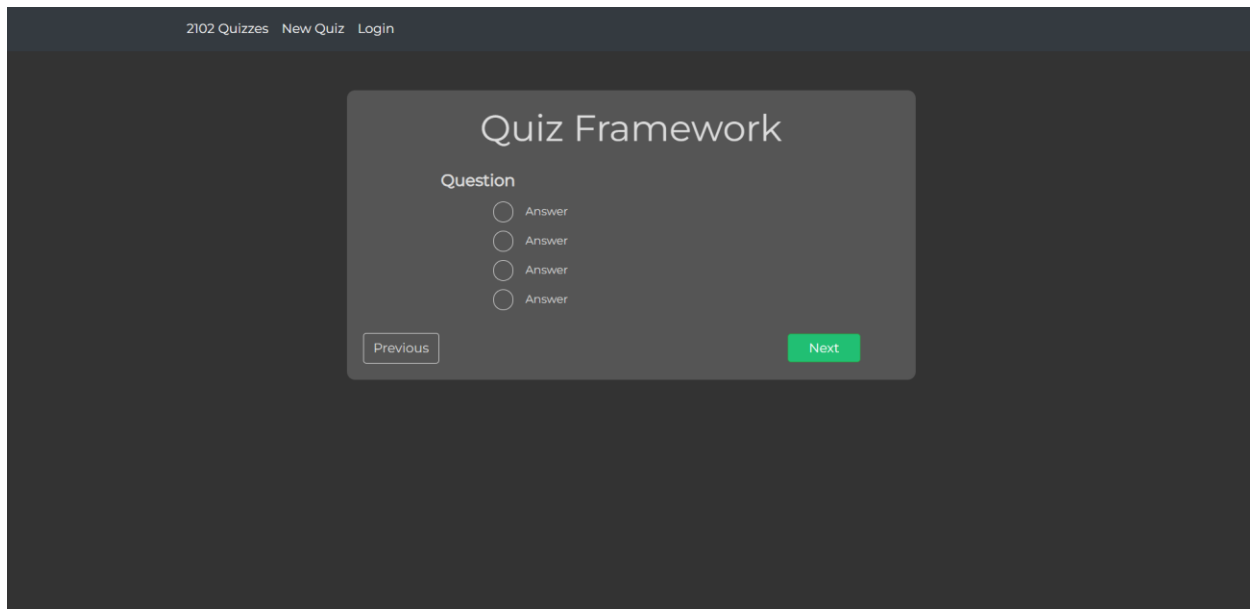 2102 Quizzes New Quiz Login
Quiz Framework
Question
Answer
Answer
Answer
Answer
Previous Next